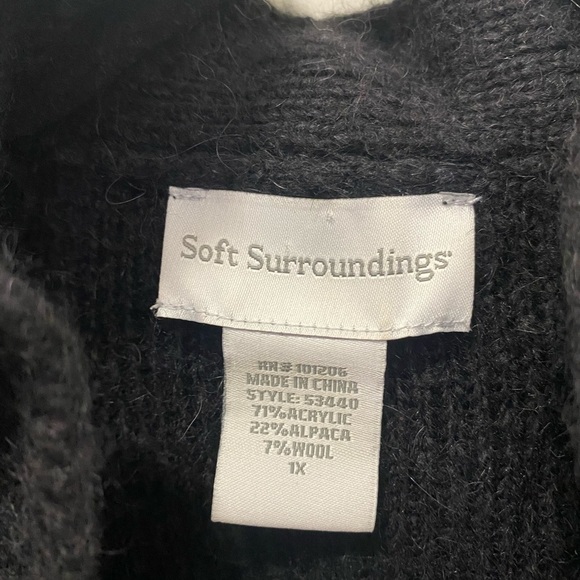 Soft Surroundings®
RN# 101206
MADE IN CHINA
STYLE: 53440
71%ACRYLIC
22%ALPACA
7%WOOL
1X